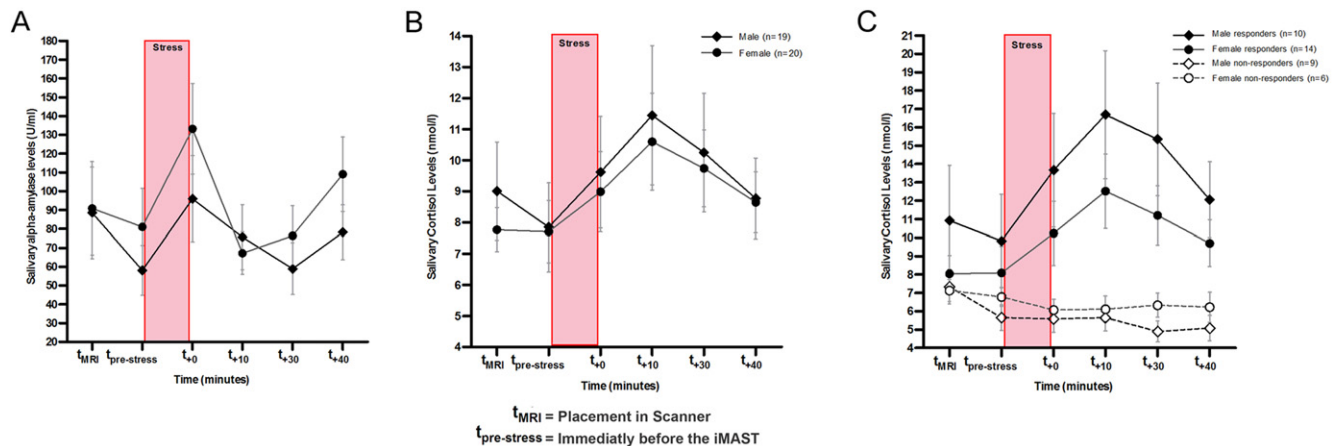 A
Salivary alpha-amylase levels (U/ml)
180
170
160
150
140
130
120
110
100
90
80
70
60
50
40
30
20
Stress
tMRI tpre-stress t+0 t+10 t+30 t+40
Time (minutes)
B
Salivary Cortisol Levels (nmol/l)
14
13
12
11
10
9
8
7
6
5
4
Stress
Male (n=19)
Female (n=20)
tMRI tpre-stress t+0 t+10 t+30 t+40
Time (minutes)
tMRI = Placement in Scanner
tpre-stress = Immediatly before the iMAST
C
Salivary Cortisol Levels (nmol/l)
21
20
19
18
17
16
15
14
13
12
11
10
9
8
7
6
5
4
Stress
Male responders (n=10)
Female responders (n=14)
Male non-responders (n=9)
Female non-responders (n=6)
tMRI tpre-stress t+0 t+10 t+30 t+40
Time (minutes)